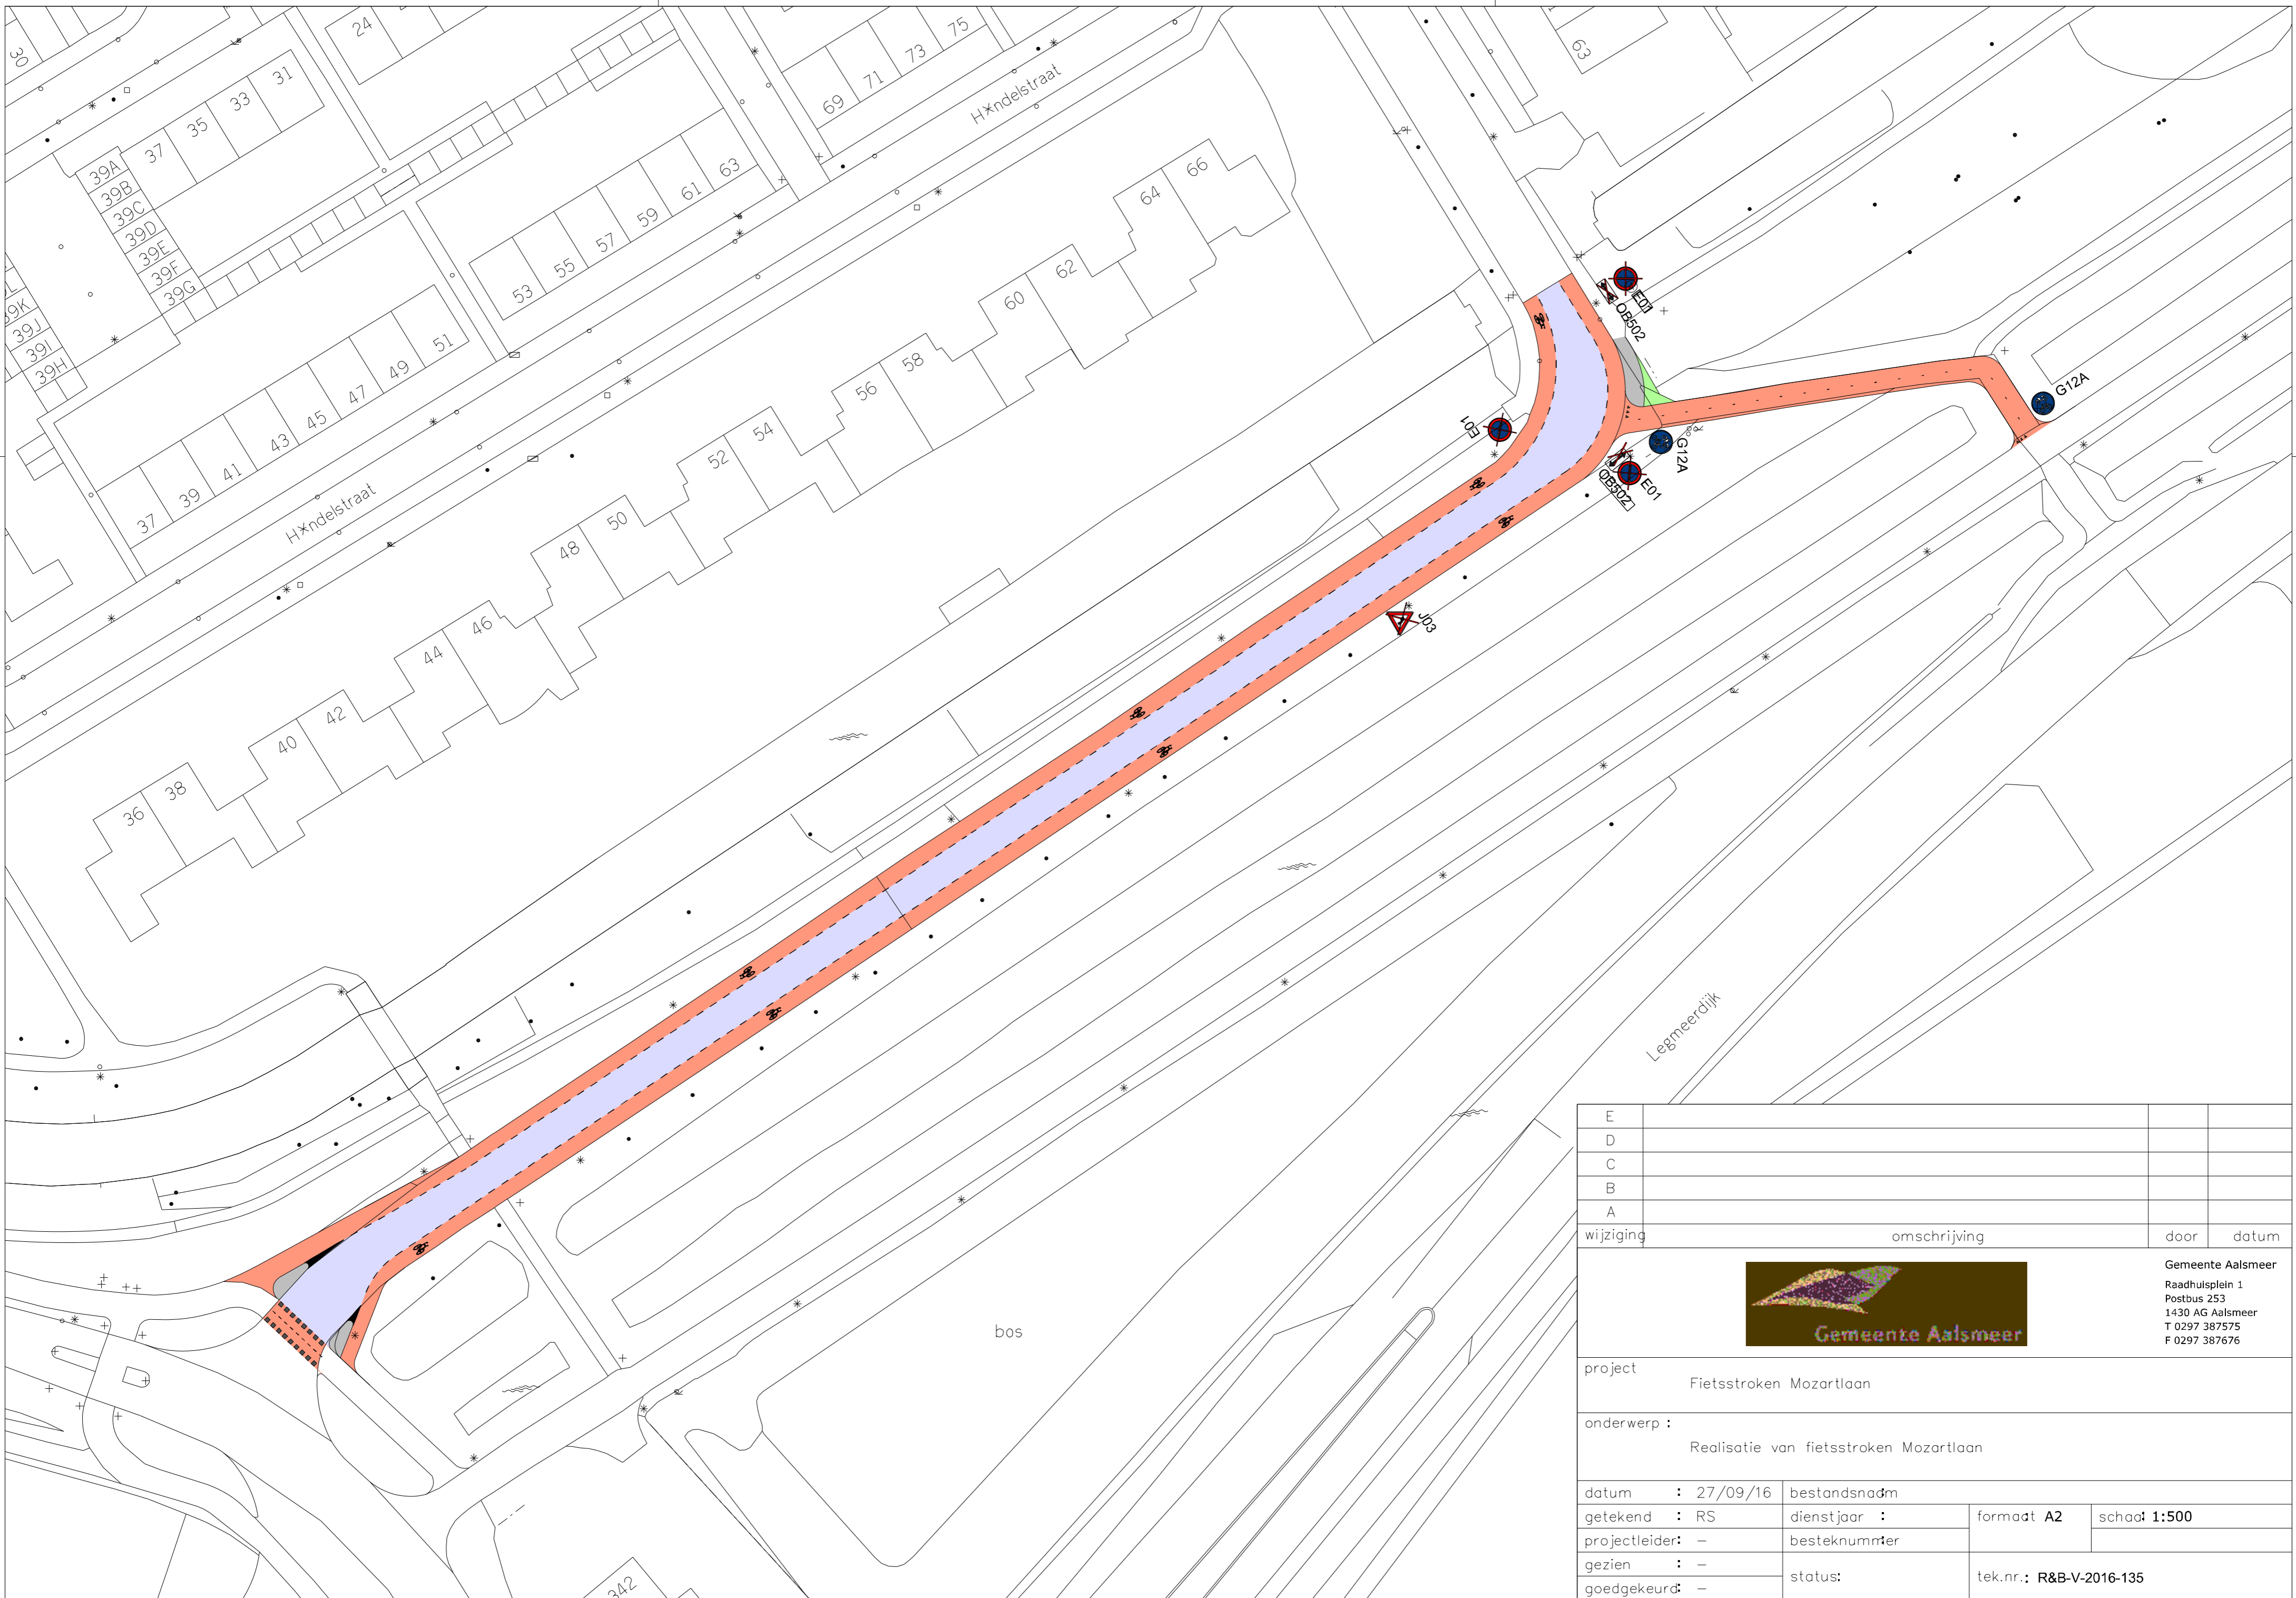 30
24
39A
39B
39C
39D
39E
39F
39G
37
35
33
31
39K
39J
39I
39H
69
71
73
75
63
HÄndelstraat
53
55
57
59
61
63
37
39
41
43
45
47
49
51
HÄndelstraat
36
38
40
42
44
46
48
50
52
54
56
58
60
62
64
66
E01
OB502
E01
G12A
G12A
OB502
E01
J03
Legmeerdijk
bos
342
E
D
C
B
A
wijziging omschrijving door datum
Gemeente Aalsmeer
Gemeente Aalsmeer
Raadhuisplein 1
Postbus 253
1430 AG Aalsmeer
T 0297 387575
F 0297 387676
project
Fietsstroken Mozartlaan
onderwerp :
Realisatie van fietsstroken Mozartlaan
datum : 27/09/16 bestandsnaam:
getekend : RS dienstjaar : formaat: A2 schaal: 1:500
projectleider: – besteknummer:
gezien : –
status: tek.nr.: R&B-V-2016-135
goedgekeurd: –